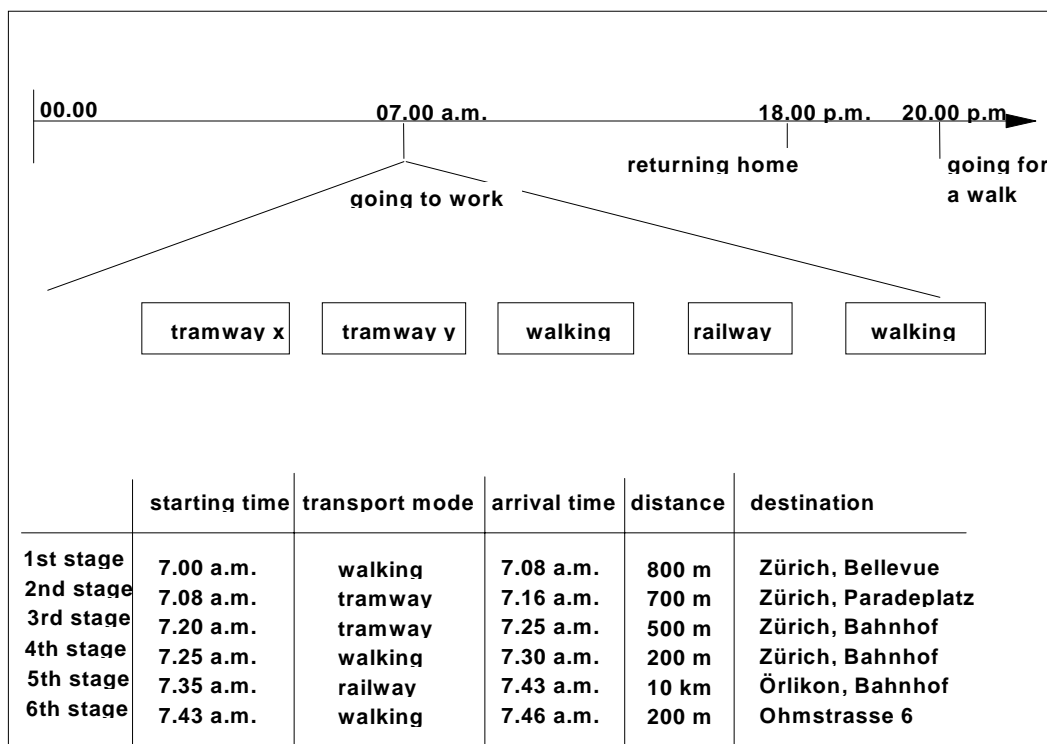 00.00 07.00 a.m. 18.00 p.m. 20.00 p.m.
returning home going for
a walk
going to work
tramway x tramway y walking railway walking
starting time transport mode arrival time distance destination
1st stage 7.00 a.m. walking 7.08 a.m. 800 m Zürich, Bellevue
2nd stage 7.08 a.m. tramway 7.16 a.m. 700 m Zürich, Paradeplatz
3rd stage 7.20 a.m. tramway 7.25 a.m. 500 m Zürich, Bahnhof
4th stage 7.25 a.m. walking 7.30 a.m. 200 m Zürich, Bahnhof
5th stage 7.35 a.m. railway 7.43 a.m. 10 km Örlikon, Bahnhof
6th stage 7.43 a.m. walking 7.46 a.m. 200 m Ohmstrasse 6